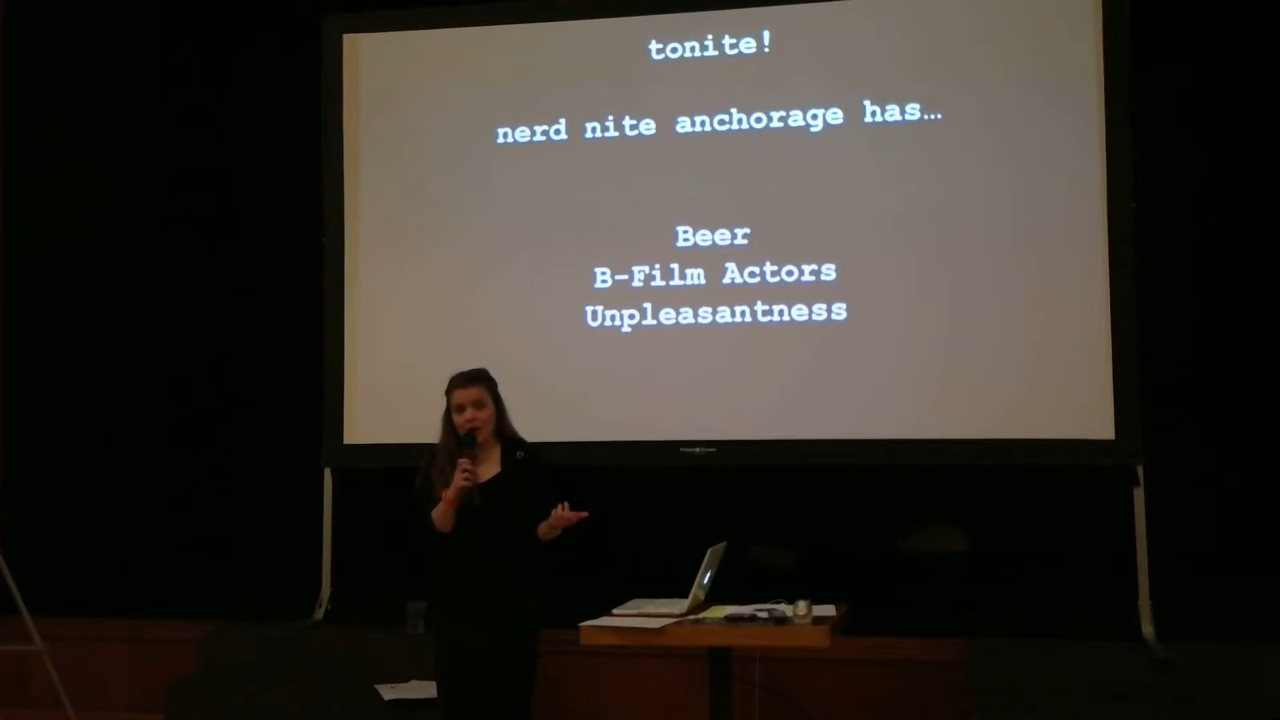 tonite!
nerd nite anchorage has…
Beer
B-Film Actors
Unpleasantness